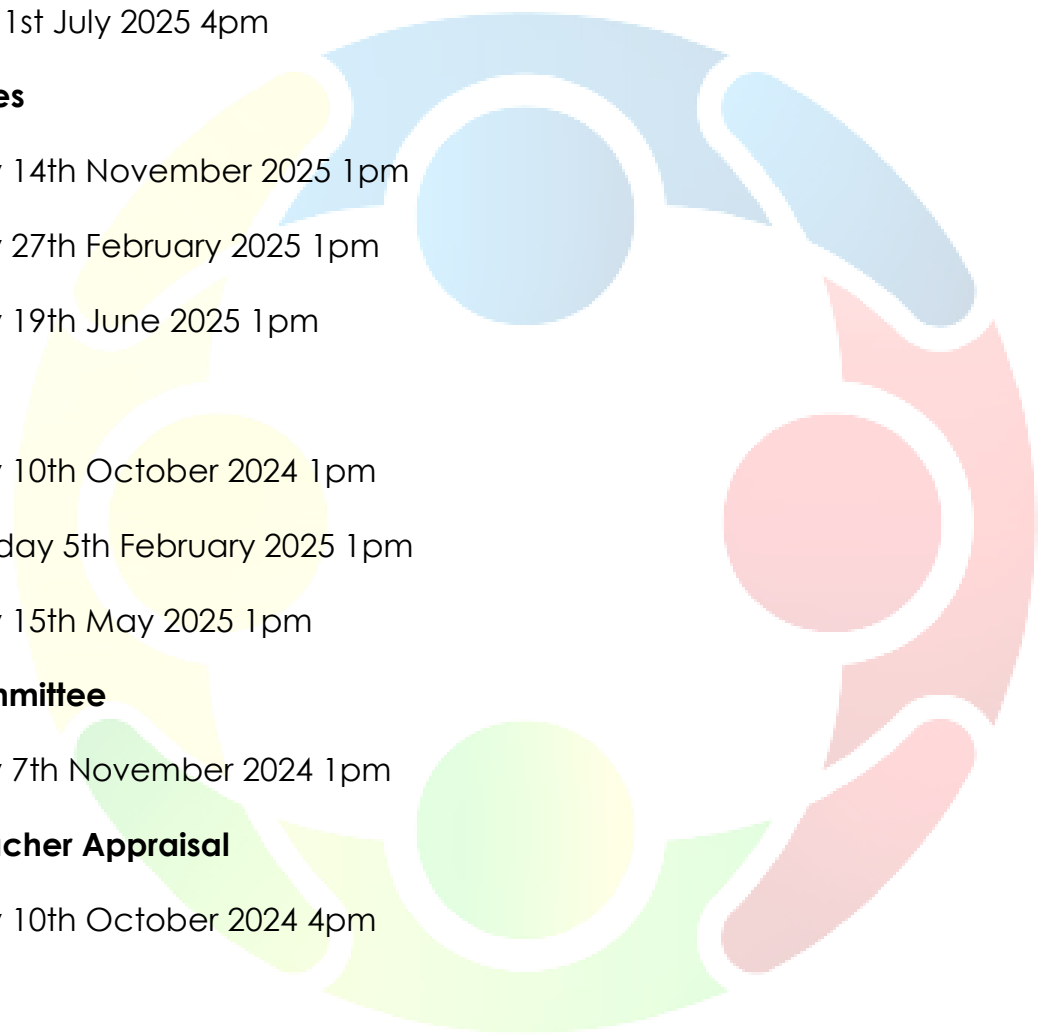 1st July 2025 4pm
es
y 14th November 2025 1pm
y 27th February 2025 1pm
y 19th June 2025 1pm
y 10th October 2024 1pm
day 5th February 2025 1pm
y 15th May 2025 1pm
mmittee
y 7th November 2024 1pm
acher Appraisal
y 10th October 2024 4pm